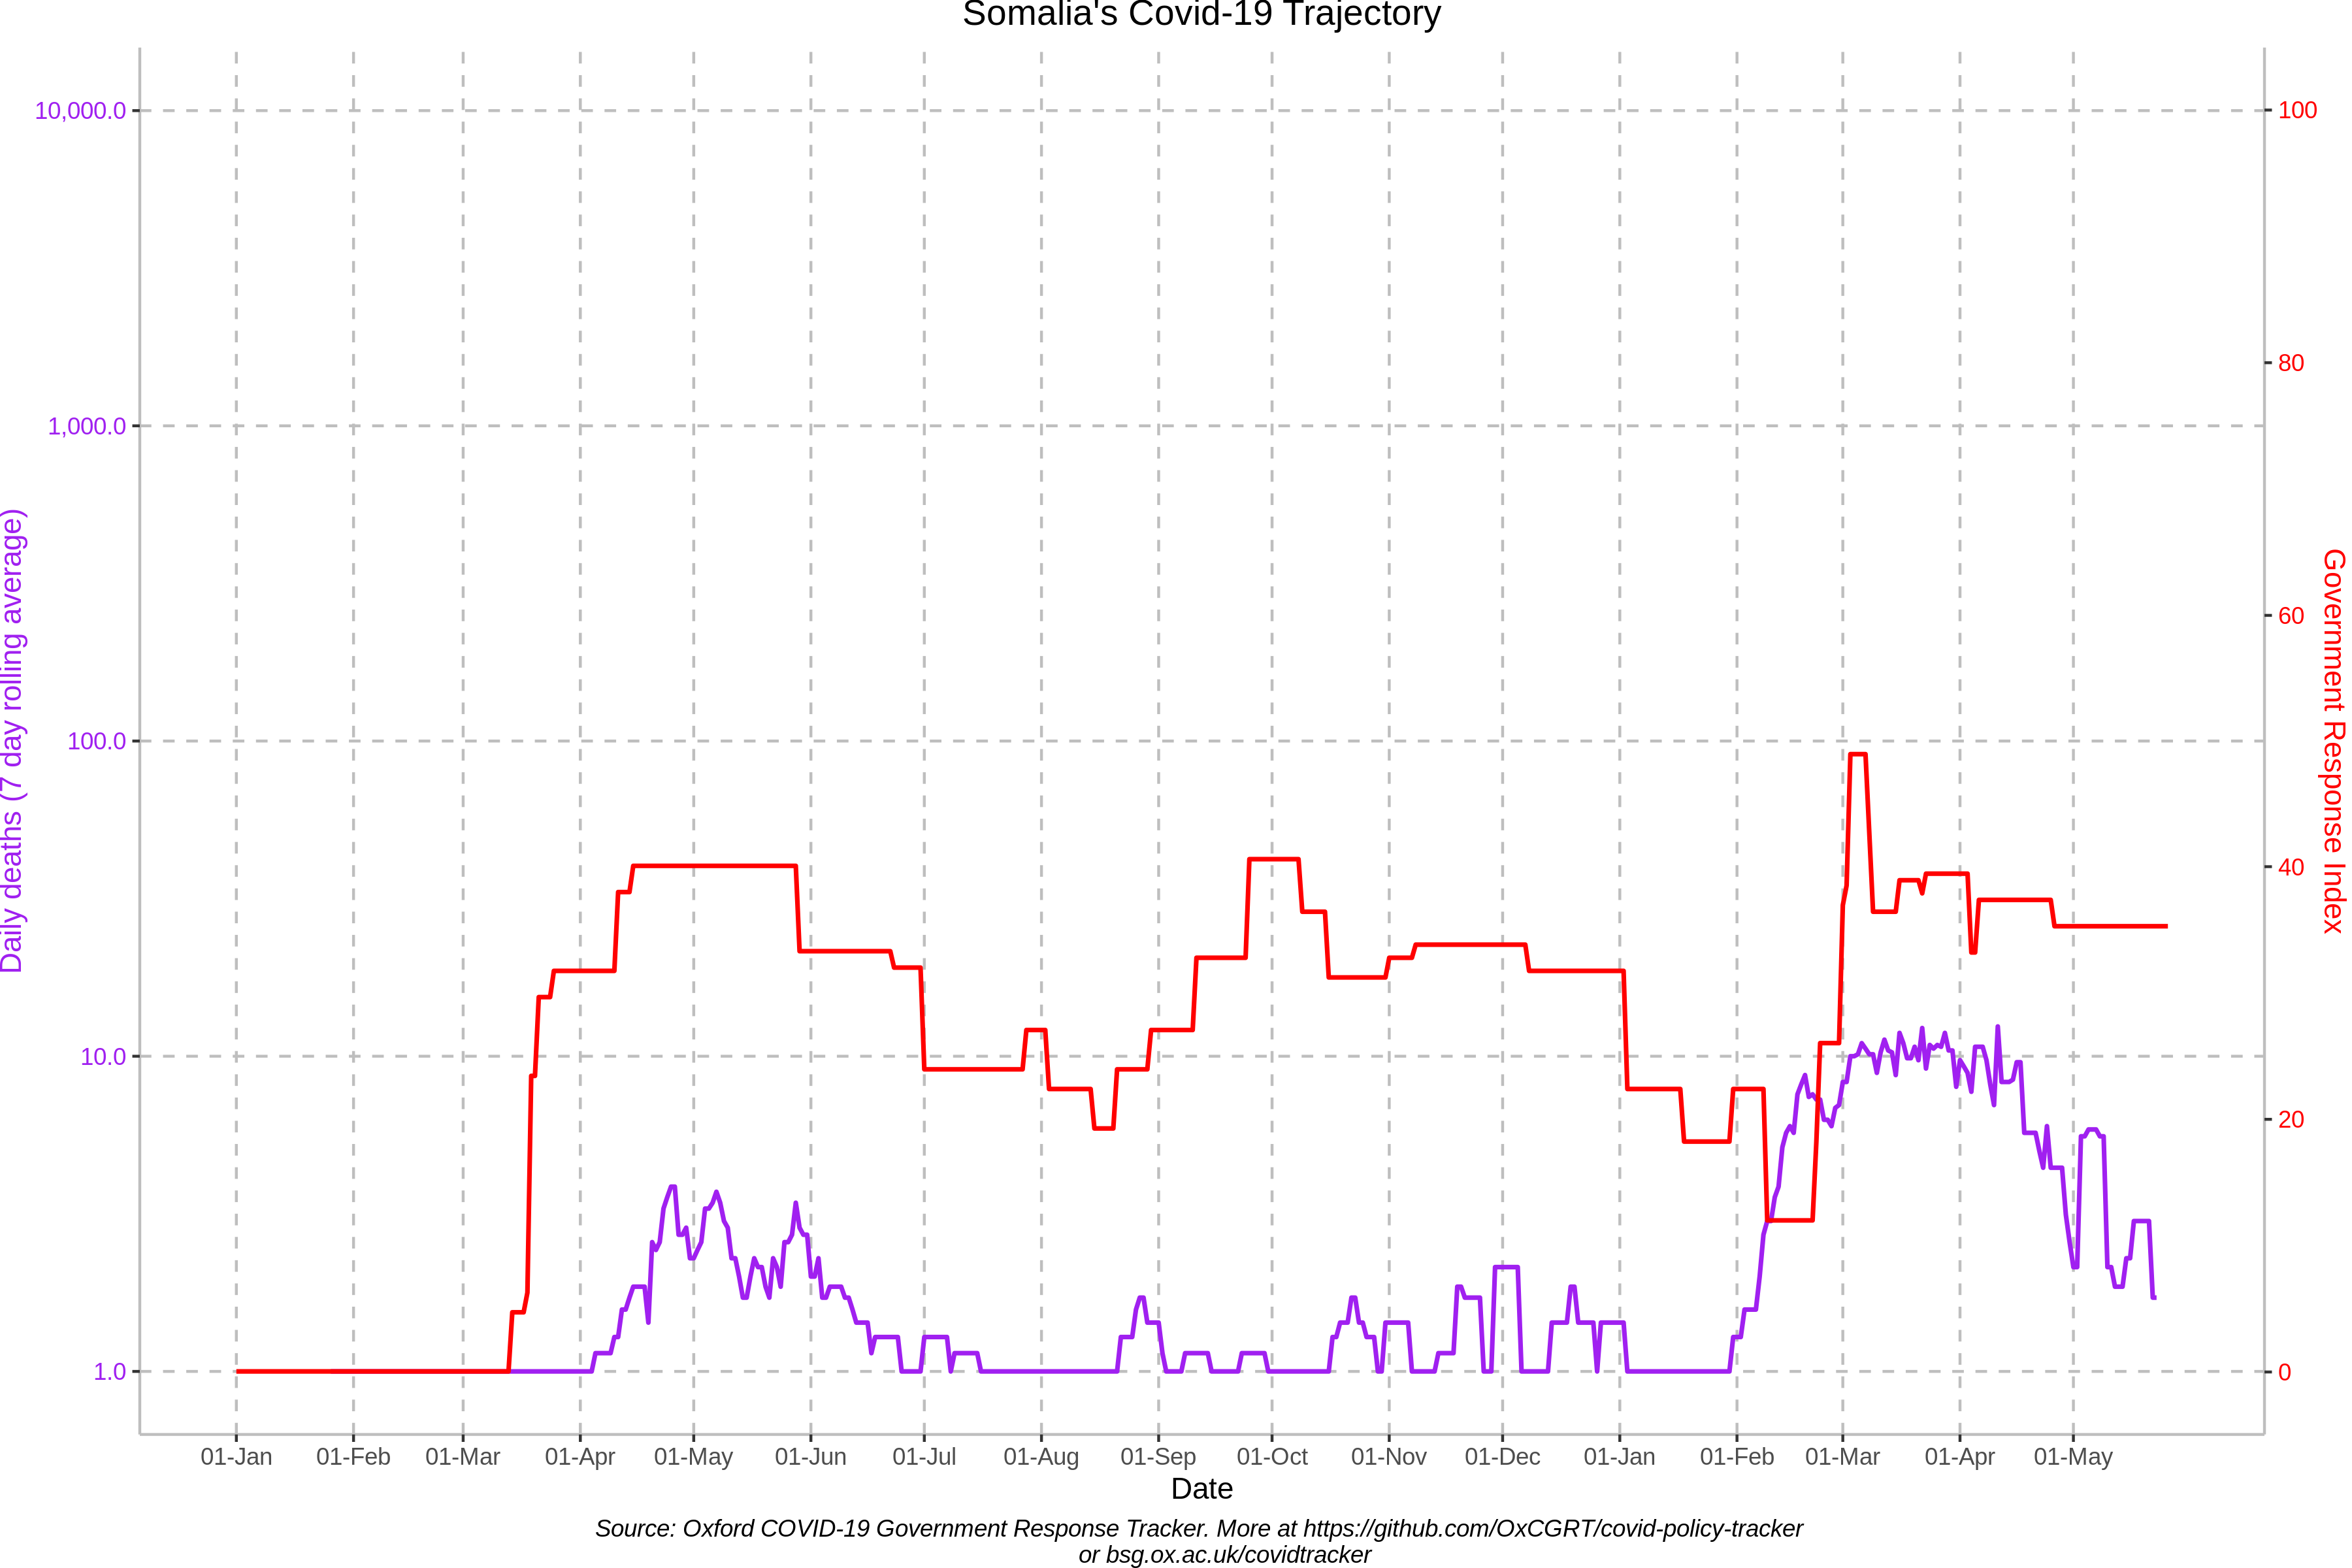 Somalia's Covid-19 Trajectory
10,000.0
1,000.0
100.0
10.0
1.0
Daily deaths (7 day rolling average)
100
80
60
40
20
0
Government Response Index
01-Jan 01-Feb 01-Mar 01-Apr 01-May 01-Jun 01-Jul 01-Aug 01-Sep 01-Oct 01-Nov 01-Dec 01-Jan 01-Feb 01-Mar 01-Apr 01-May
Date
Source: Oxford COVID-19 Government Response Tracker. More at https://github.com/OxCGRT/covid-policy-tracker
or bsg.ox.ac.uk/covidtracker